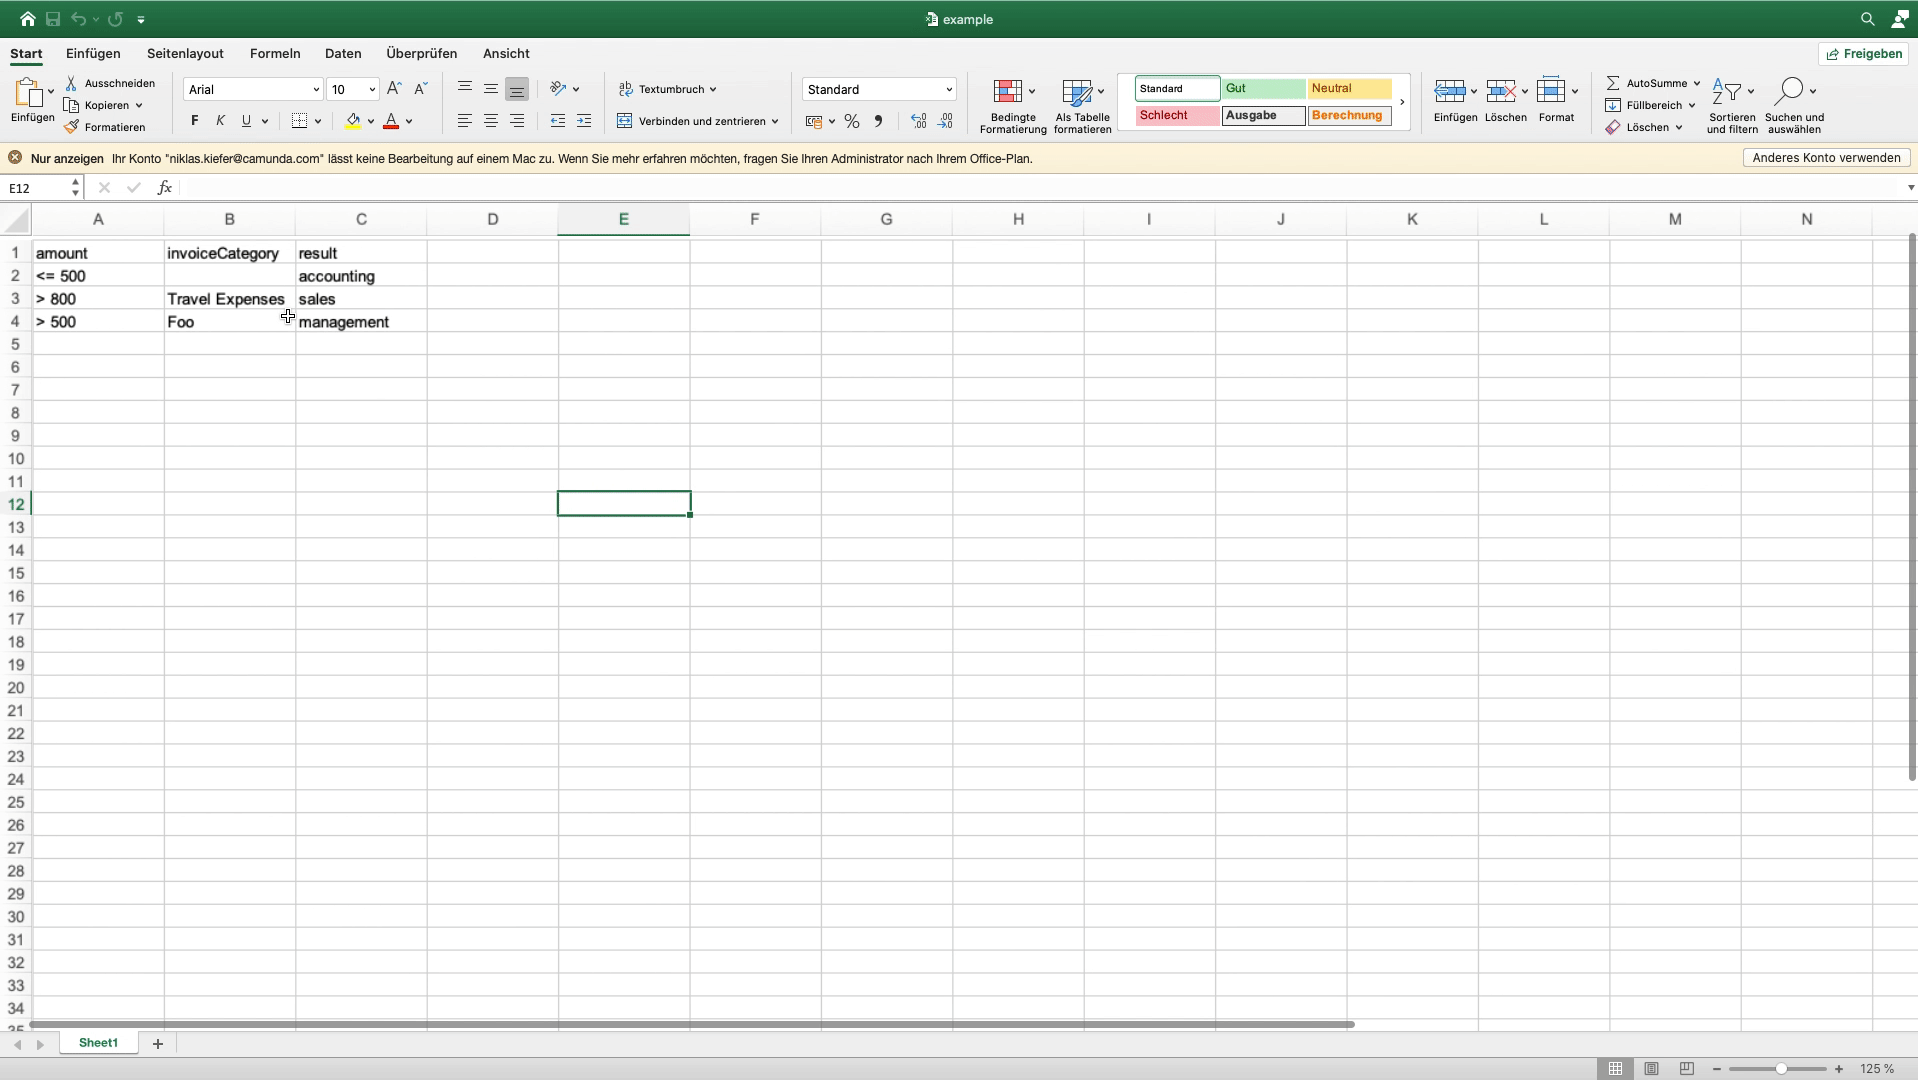 example
Start Einfügen Seitenlayout Formeln Daten Überprüfen Ansicht Freigeben
Einfügen Ausschneiden Kopieren Formatieren
Arial 10
F K U A
Textumbruch
Verbinden und zentrieren
Standard
%
Bedingte Formatierung
Als Tabelle formatieren
Standard Gut Neutral
Schlecht Ausgabe Berechnung
Einfügen Löschen Format
AutoSumme
Füllbereich
Löschen
Sortieren und filtern
Suchen und auswählen
Nur anzeigen Ihr Konto "niklas.kiefer@camunda.com" lässt keine Bearbeitung auf einem Mac zu. Wenn Sie mehr erfahren möchten, fragen Sie Ihren Administrator nach Ihrem Office-Plan. Anderes Konto verwenden
E12 fx
A B C D E F G H I J K L M N
1 amount invoiceCategory result
2 <= 500 accounting
3 > 800 Travel Expenses sales
4 > 500 Foo management
5
6
7
8
9
10
11
12
13
14
15
16
17
18
19
20
21
22
23
24
25
26
27
28
29
30
31
32
33
34
35
Sheet1 +
125 %